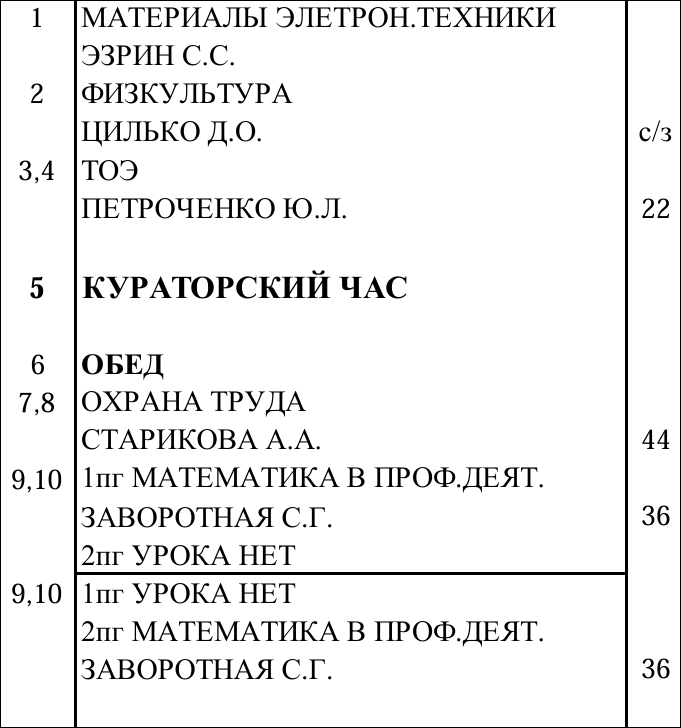 1 МАТЕРИАЛЫ ЭЛЕТРОН.ТЕХНИКИ
ЭЗРИН С.С.
2 ФИЗКУЛЬТУРА
ЦИЛЬКО Д.О. с/з
3,4 ТОЭ
ПЕТРОЧЕНКО Ю.Л. 22
5 КУРАТОРСКИЙ ЧАС
6 ОБЕД
7,8 ОХРАНА ТРУДА
СТАРИКОВА А.А. 44
9,10 1пг МАТЕМАТИКА В ПРОФ.ДЕЯТ.
ЗАВОРОТНАЯ С.Г. 36
2пг УРОКА НЕТ
9,10 1пг УРОКА НЕТ
2пг МАТЕМАТИКА В ПРОФ.ДЕЯТ.
ЗАВОРОТНАЯ С.Г. 36